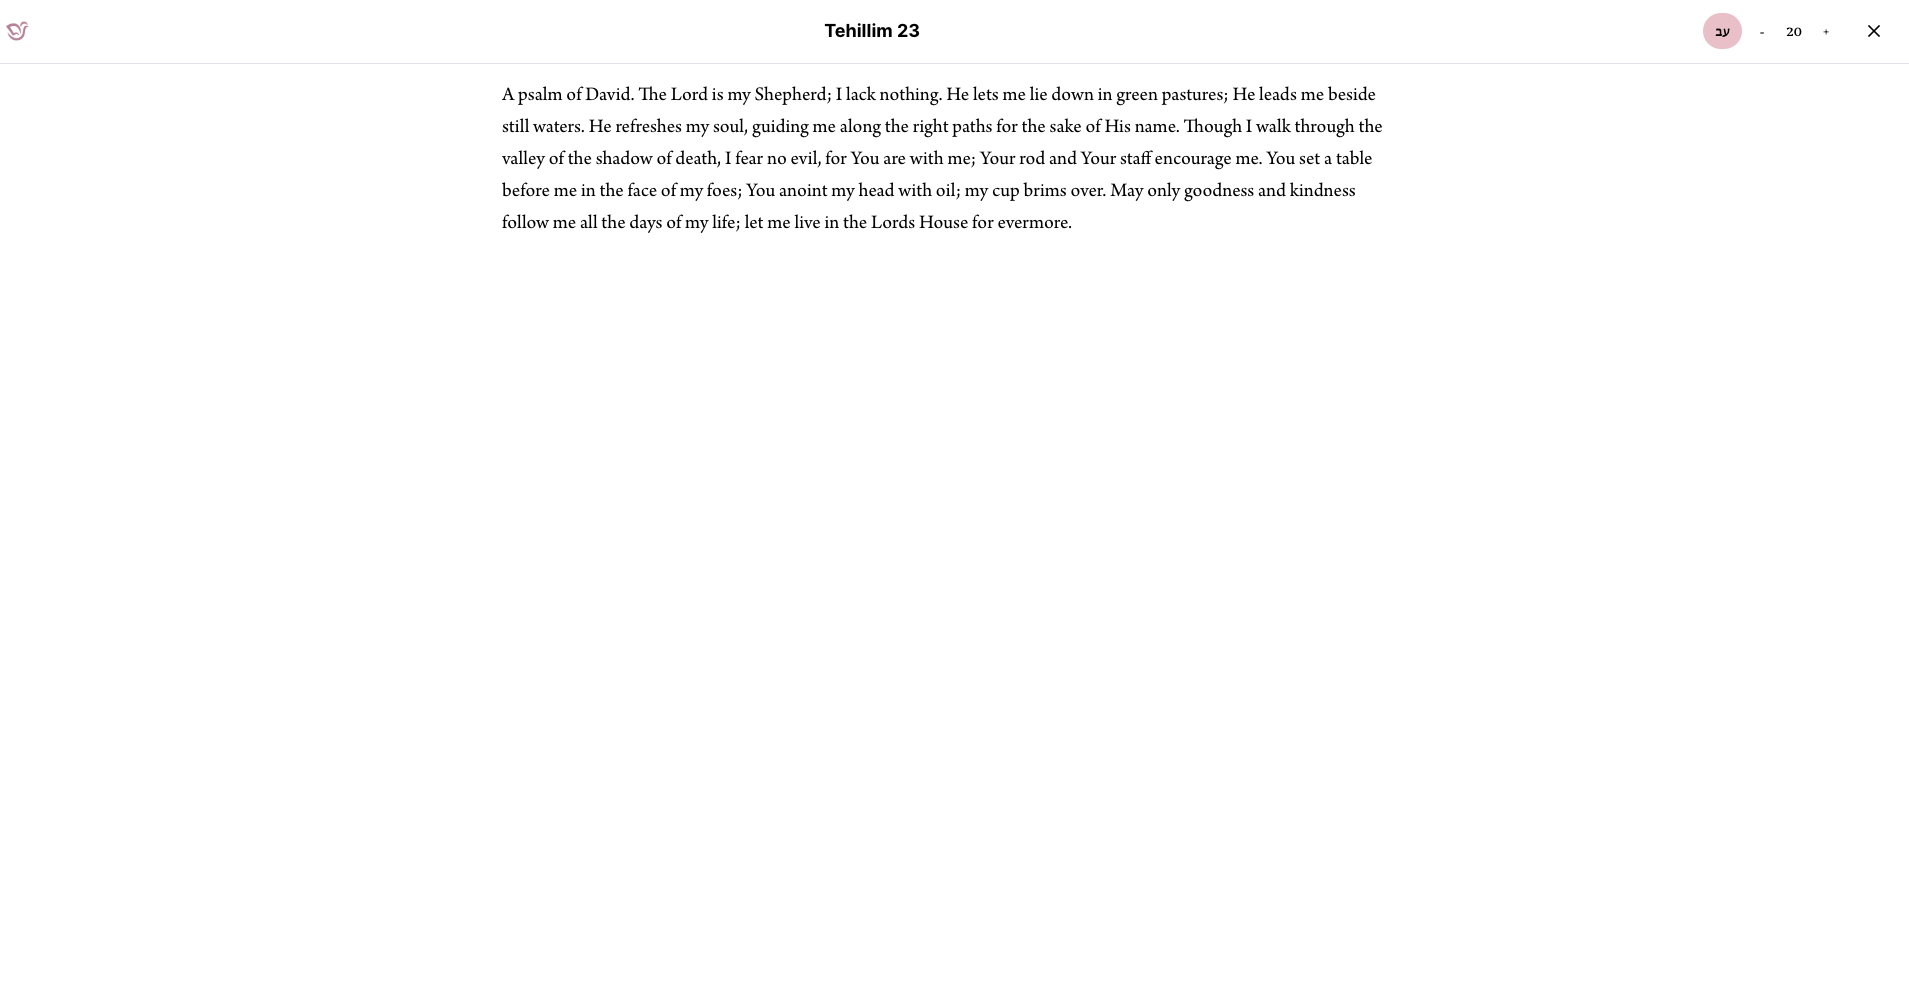 Tehillim 23
עב
- 20 +
A psalm of David. The Lord is my Shepherd; I lack nothing. He lets me lie down in green pastures; He leads me beside
still waters. He refreshes my soul, guiding me along the right paths for the sake of His name. Though I walk through the
valley of the shadow of death, I fear no evil, for You are with me; Your rod and Your staff encourage me. You set a table
before me in the face of my foes; You anoint my head with oil; my cup brims over. May only goodness and kindness
follow me all the days of my life; let me live in the Lords House for evermore.